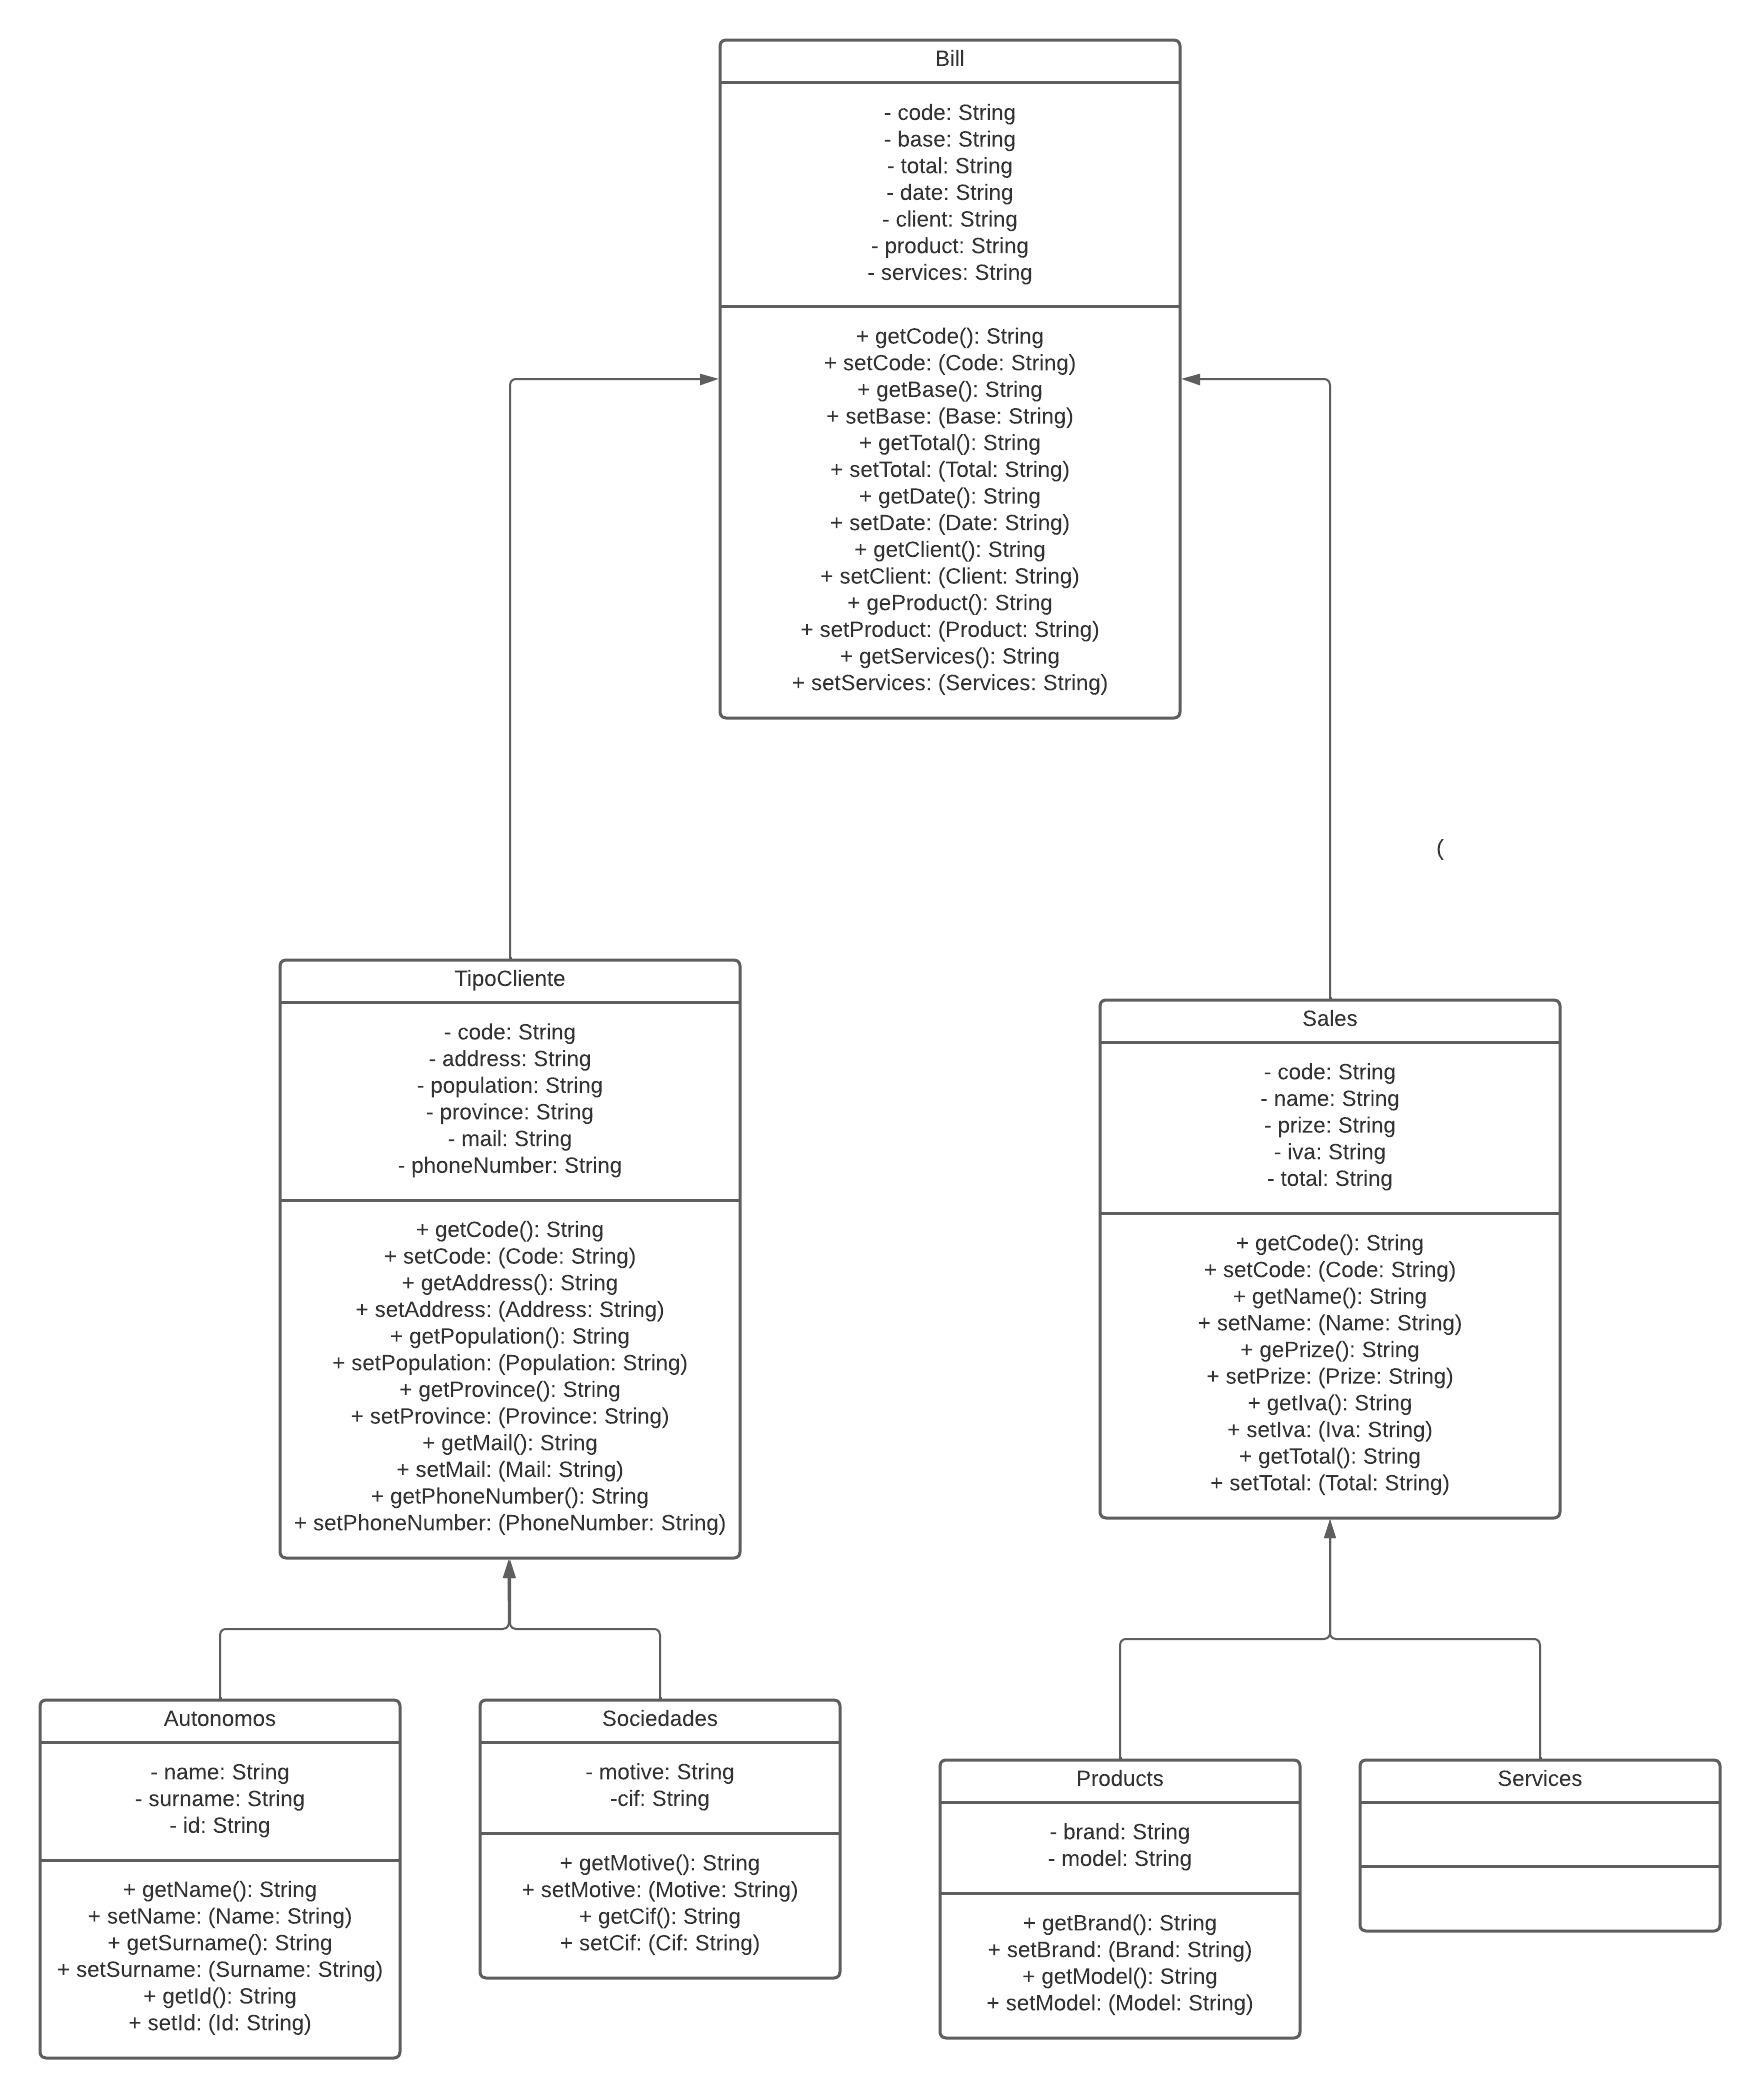 Bill
- code: String
- base: String
- total: String
- date: String
- client: String
- product: String
- services: String
+ getCode(): String
+ setCode: (Code: String)
+ getBase(): String
+ setBase: (Base: String)
+ getTotal(): String
+ setTotal: (Total: String)
+ getDate(): String
+ setDate: (Date: String)
+ getClient(): String
+ setClient: (Client: String)
+ geProduct(): String
+ setProduct: (Product: String)
+ getServices(): String
+ setServices: (Services: String)
(
TipoCliente
- code: String
- address: String
- population: String
- province: String
- mail: String
- phoneNumber: String
+ getCode(): String
+ setCode: (Code: String)
+ getAddress(): String
+ setAddress: (Address: String)
+ getPopulation(): String
+ setPopulation: (Population: String)
+ getProvince(): String
+ setProvince: (Province: String)
+ getMail(): String
+ setMail: (Mail: String)
+ getPhoneNumber(): String
+ setPhoneNumber: (PhoneNumber: String)
Sales
- code: String
- name: String
- prize: String
- iva: String
- total: String
+ getCode(): String
+ setCode: (Code: String)
+ getName(): String
+ setName: (Name: String)
+ gePrize(): String
+ setPrize: (Prize: String)
+ getIva(): String
+ setIva: (Iva: String)
+ getTotal(): String
+ setTotal: (Total: String)
Autonomos
- name: String
- surname: String
- id: String
+ getName(): String
+ setName: (Name: String)
+ getSurname(): String
+ setSurname: (Surname: String)
+ getId(): String
+ setId: (Id: String)
Sociedades
- motive: String
-cif: String
+ getMotive(): String
+ setMotive: (Motive: String)
+ getCif(): String
+ setCif: (Cif: String)
Products
- brand: String
- model: String
+ getBrand(): String
+ setBrand: (Brand: String)
+ getModel(): String
+ setModel: (Model: String)
Services